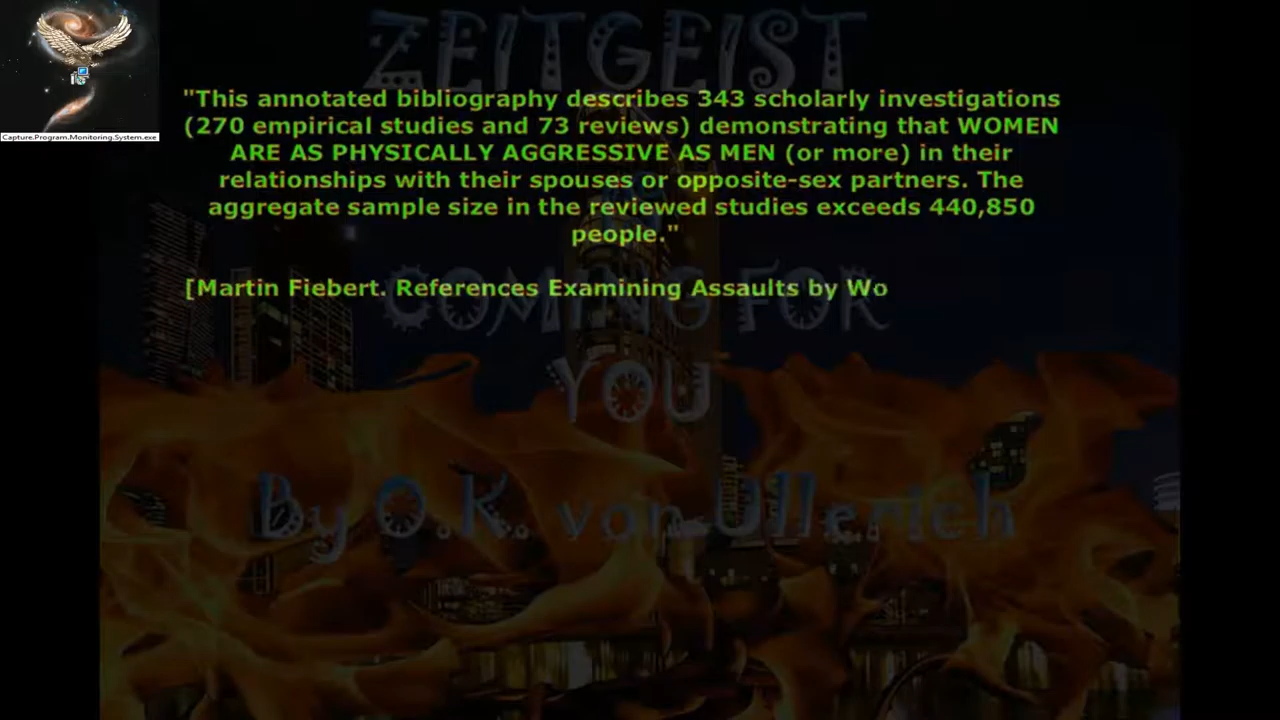 ZEITGEIST
"This annotated bibliography describes 343 scholarly investigations
(270 empirical studies and 73 reviews) demonstrating that WOMEN
ARE AS PHYSICALLY AGGRESSIVE AS MEN (or more) in their
relationships with their spouses or opposite-sex partners. The
aggregate sample size in the reviewed studies exceeds 440,850
people."
[Martin Fiebert. References Examining Assaults by Wo
COMING FOR
YOU
By O.K. von Ullerich
Capture.Program.Monitoring.System.exe